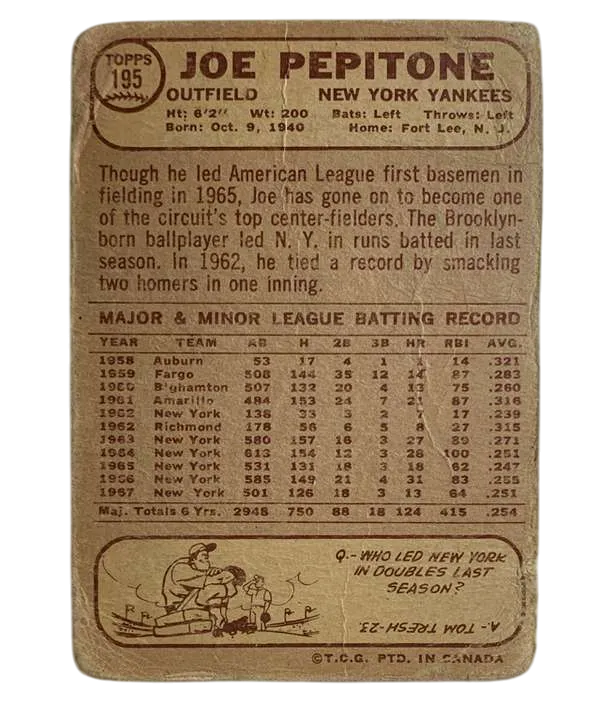 TOPPS
195
JOE PEPITONE
OUTFIELD NEW YORK YANKEES
Ht: 6'2" Wt: 200 Bats: Left Throws: Left
Born: Oct. 9, 1940 Home: Fort Lee, N. J.
Though he led American League first basemen in
fielding in 1965, Joe has gone on to become one
of the circuit's top center-fielders. The Brooklyn-
born ballplayer led N. Y. in runs batted in last
season. In 1962, he tied a record by smacking
two homers in one inning.
MAJOR & MINOR LEAGUE BATTING RECORD
YEAR TEAM AB H 2B 3B HR RBI AVG.
1958 Auburn 53 17 4 1 1 14 .321
1959 Fargo 508 144 35 12 14 87 .283
1960 B'ghamton 507 132 20 4 13 75 .260
1961 Amarillo 484 153 24 7 21 87 .316
1962 New York 138 33 3 2 7 17 .239
1962 Richmond 178 56 6 5 8 27 .315
1963 New York 580 157 16 3 27 89 .271
1964 New York 613 154 12 3 28 100 .251
1965 New York 531 131 18 3 18 62 .247
1966 New York 585 149 21 4 31 83 .255
1967 New York 501 126 18 3 13 64 .251
Maj. Totals 6 Yrs. 2948 750 88 18 124 415 .254
Q.- WHO LED NEW YORK
IN DOUBLES LAST
SEASON?
A.- TOM TRESH-23.
©T.C.G. PTD. IN CANADA